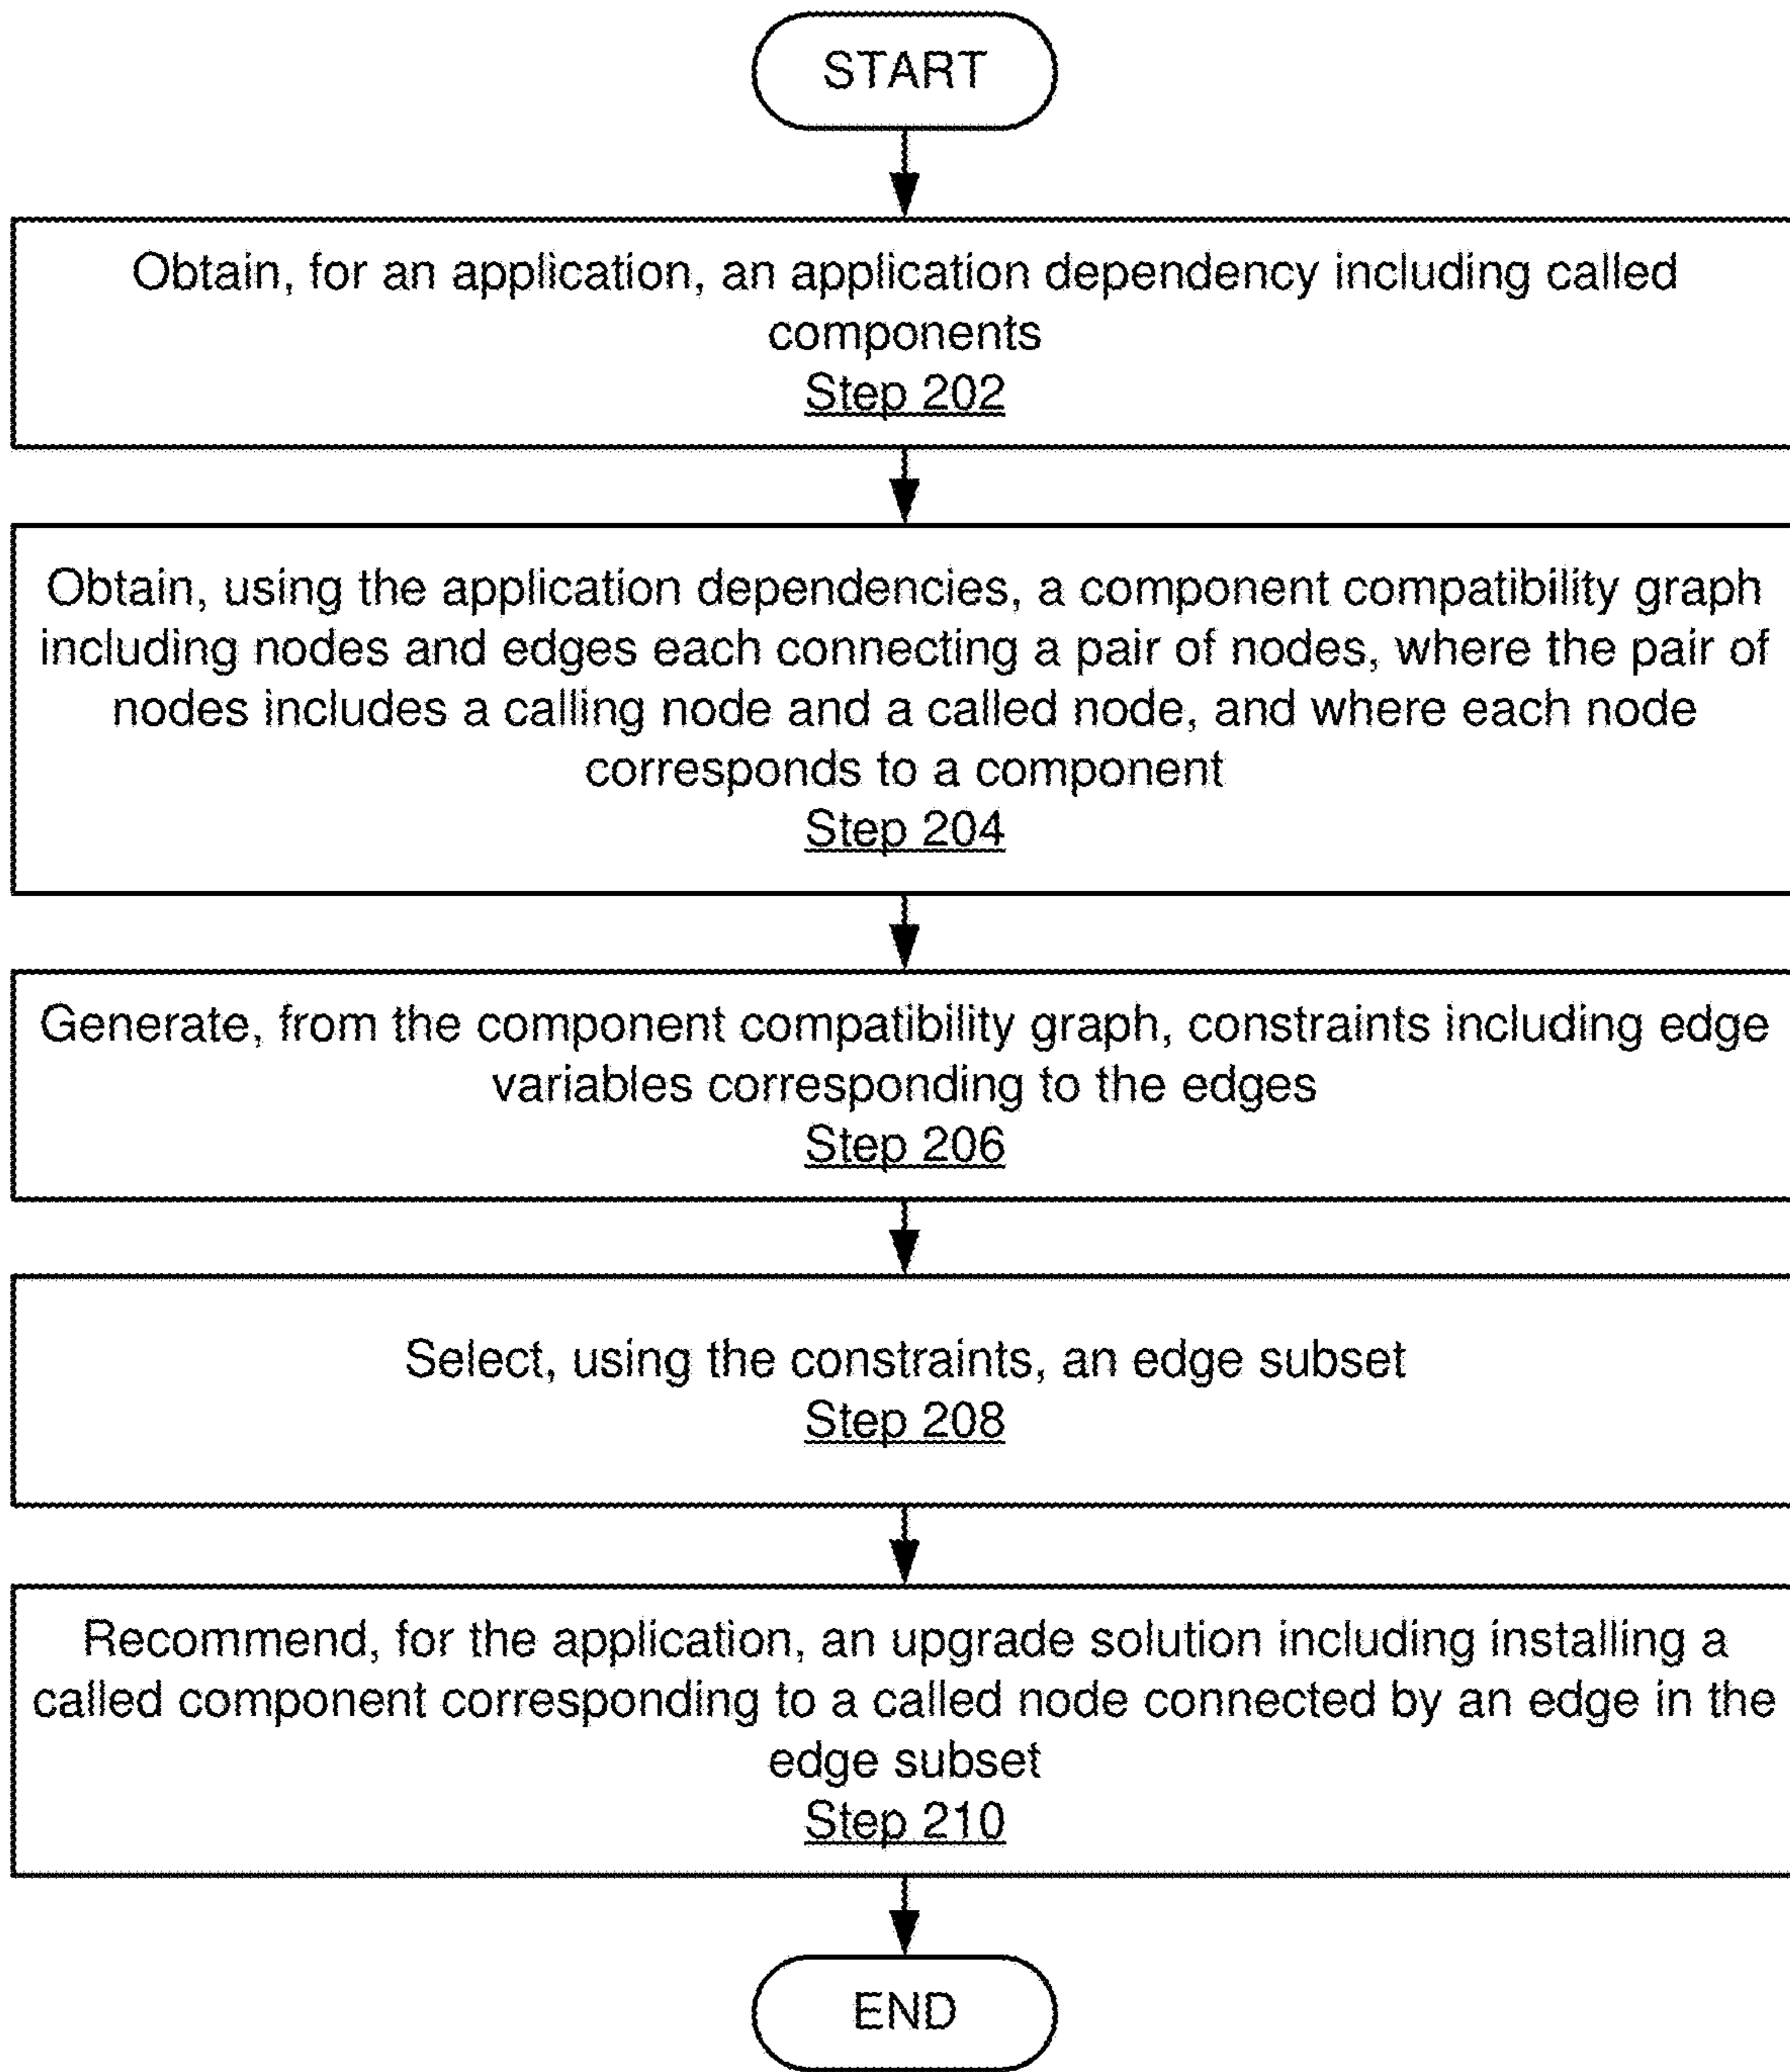 START
Obtain, for an application, an application dependency including called
components
Step 202
Obtain, using the application dependencies, a component compatibility graph
including nodes and edges each connecting a pair of nodes, where the pair of
nodes includes a calling node and a called node, and where each node
corresponds to a component
Step 204
Generate, from the component compatibility graph, constraints including edge
variables corresponding to the edges
Step 206
Select, using the constraints, an edge subset
Step 208
Recommend, for the application, an upgrade solution including installing a
called component corresponding to a called node connected by an edge in the
edge subset
Step 210
END